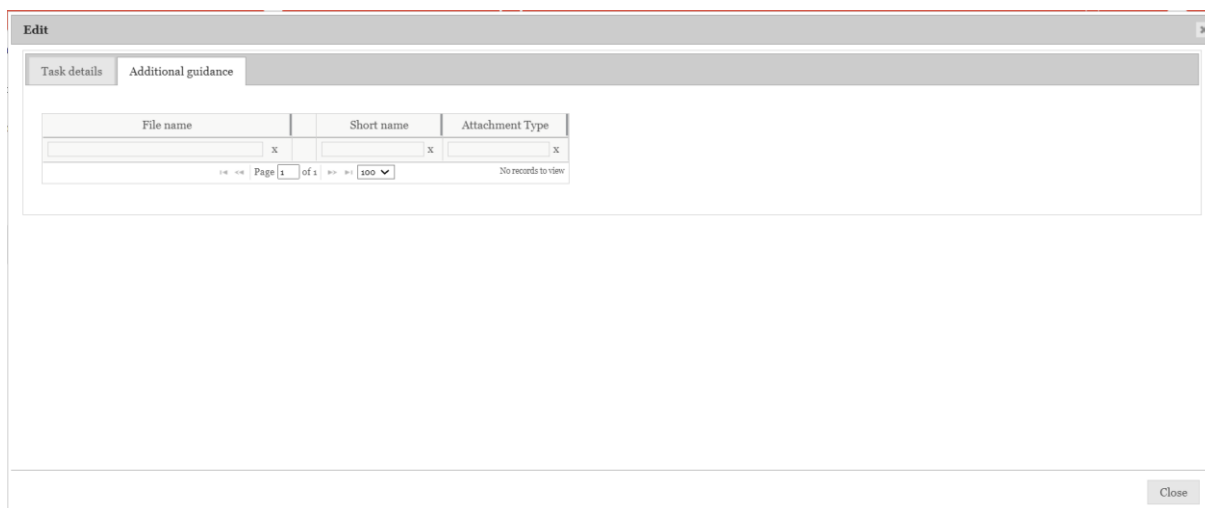 Edit
Task details Additional guidance
File name Short name Attachment Type
x x x
Page 1 of 1 100 No records to view
Close